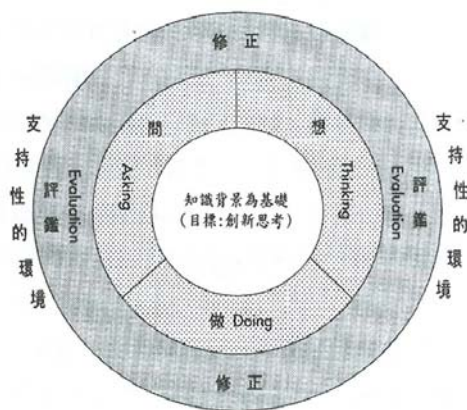 修正
問 Asking
想 Thinking
評鑑 Evaluation
評鑑 Evaluation
支持性的環境
支持性的環境
知識背景為基礎
(目標:創新思考)
做 Doing
修正